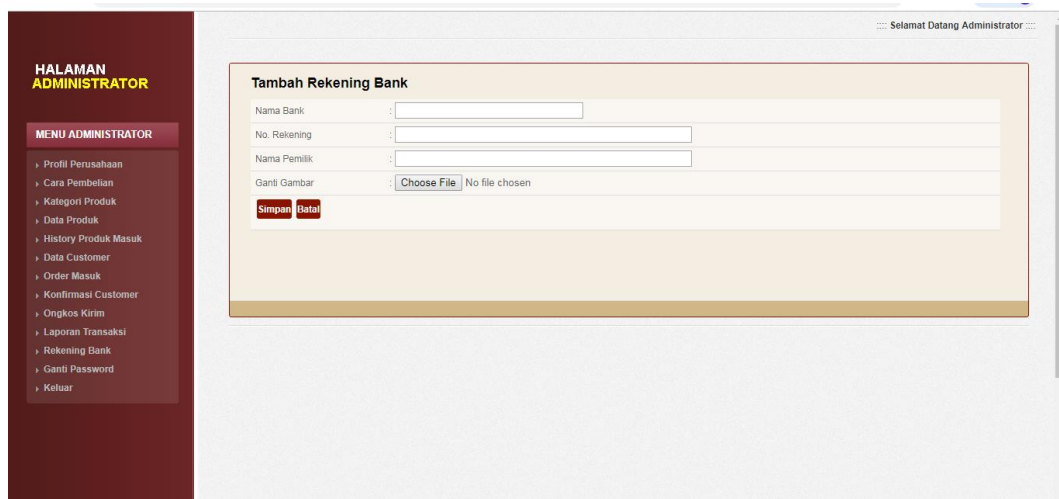 :::: Selamat Datang Administrator ::::
HALAMAN
ADMINISTRATOR
MENU ADMINISTRATOR
Profil Perusahaan
Cara Pembelian
Kategori Produk
Data Produk
History Produk Masuk
Data Customer
Order Masuk
Konfirmasi Customer
Ongkos Kirim
Laporan Transaksi
Rekening Bank
Ganti Password
Keluar
Tambah Rekening Bank
Nama Bank :
No. Rekening :
Nama Pemilik :
Ganti Gambar : Choose File No file chosen
Simpan Batal